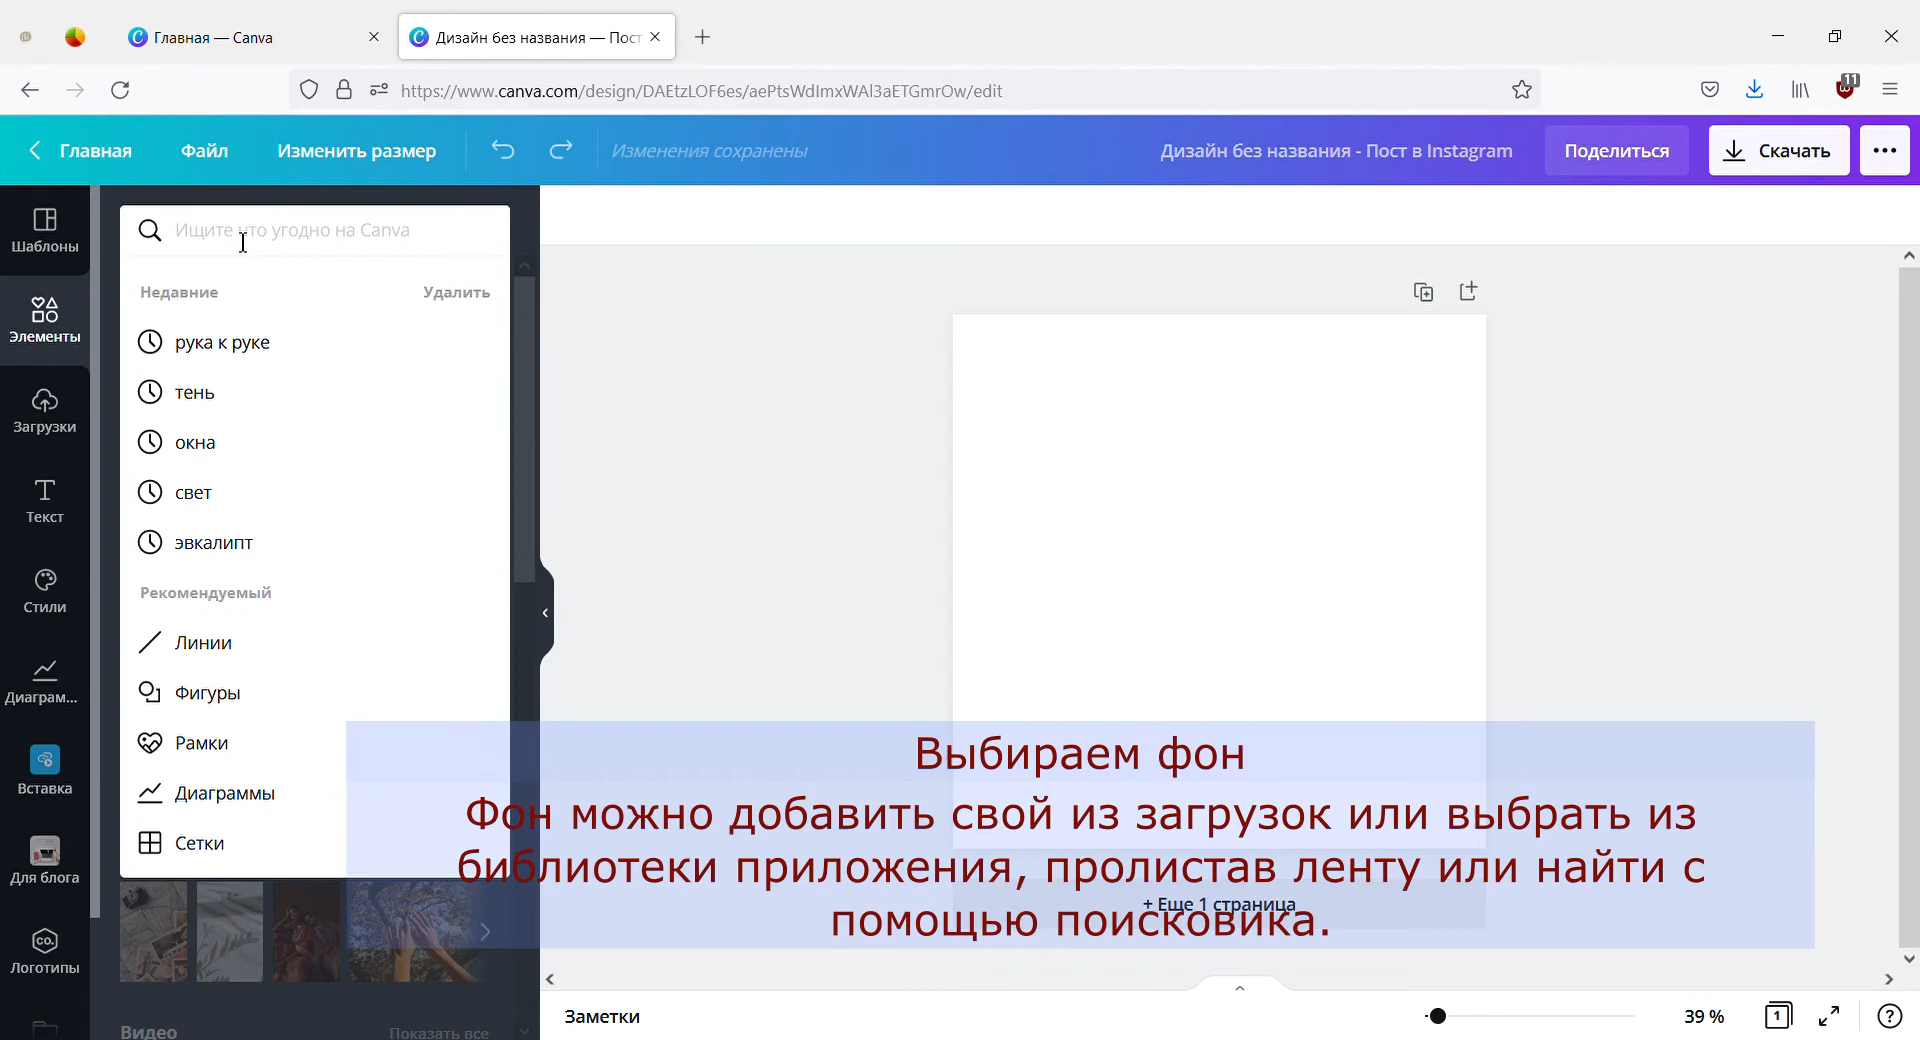 Главная — Canva
Дизайн без названия — Пост
11
https://www.canva.com/design/DAEtzLOF6es/aePtsWdImxWAl3aETGmrOw/edit
Главная
Файл
Изменить размер
Изменения сохранены
Дизайн без названия - Пост в Instagram
Поделиться
Скачать
Шаблоны
Элементы
Загрузки
Текст
Стили
Диаграм...
Вставка
Для блога
co.
Логотипы
Ищите что угодно на Canva
Недавние
Удалить
рука к руке
тень
окна
свет
эвкалипт
Рекомендуемый
Линии
Фигуры
Рамки
Диаграммы
Сетки
Видео
Показать все
Выбираем фон
Фон можно добавить свой из загрузок или выбрать из
библиотеки приложения, пролистав ленту или найти с
помощью поисковика.
+ Еще 1 страница
Заметки
39 %
1
?